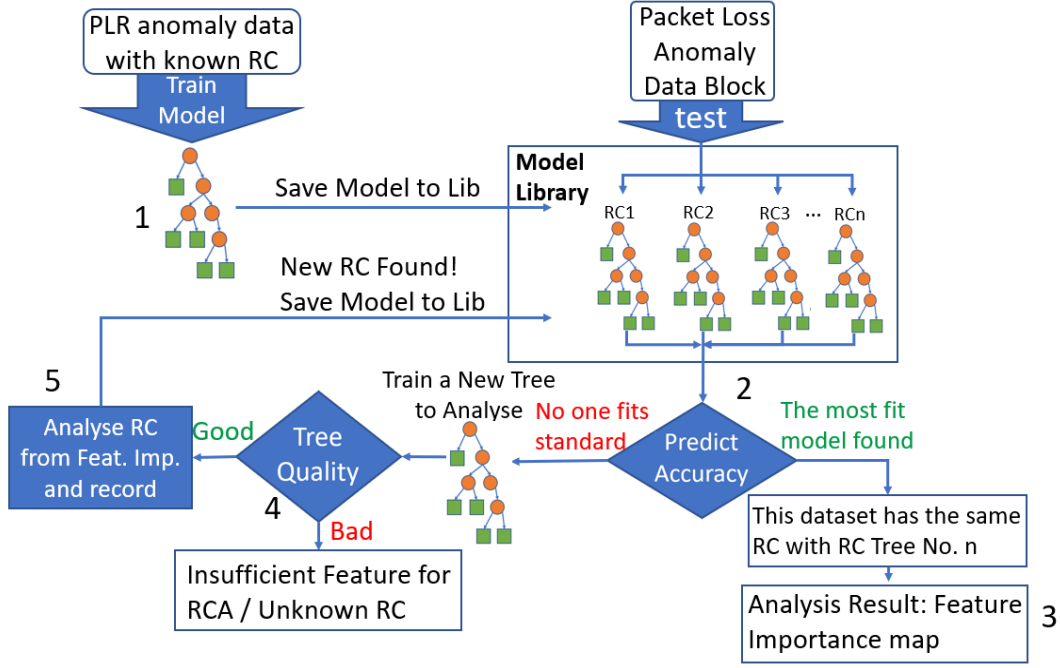 PLR anomaly data
with known RC
Train
Model
1
Packet Loss
Anomaly
Data Block
test
Model
Library
RC1
RC2
RC3
...
RCn
Save Model to Lib
New RC Found!
Save Model to Lib
2
Predict
Accuracy
The most fit
model found
This dataset has the same
RC with RC Tree No. n
Analysis Result: Feature
Importance map
3
No one fits
standard
Train a New Tree
to Analyse
Tree
Quality
4
Good
Bad
Insufficient Feature for
RCA / Unknown RC
5
Analyse RC
from Feat. Imp.
and record